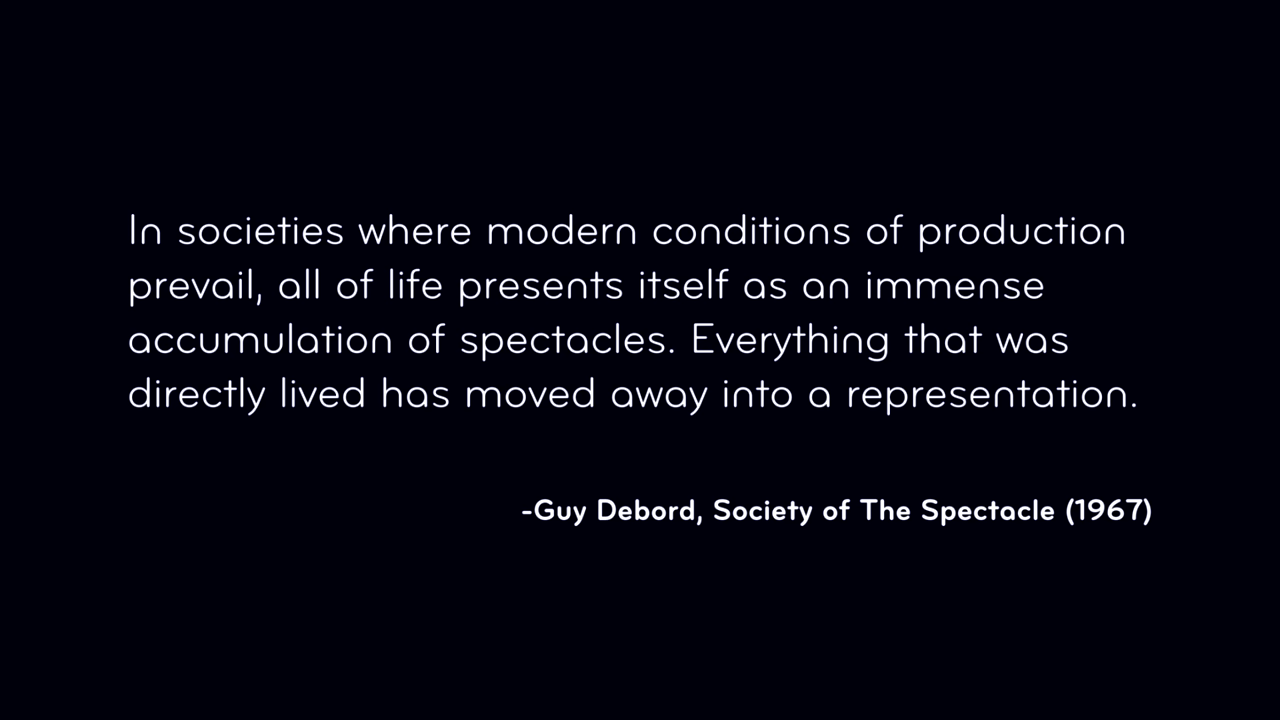 In societies where modern conditions of production
prevail, all of life presents itself as an immense
accumulation of spectacles. Everything that was
directly lived has moved away into a representation.
-Guy Debord, Society of The Spectacle (1967)